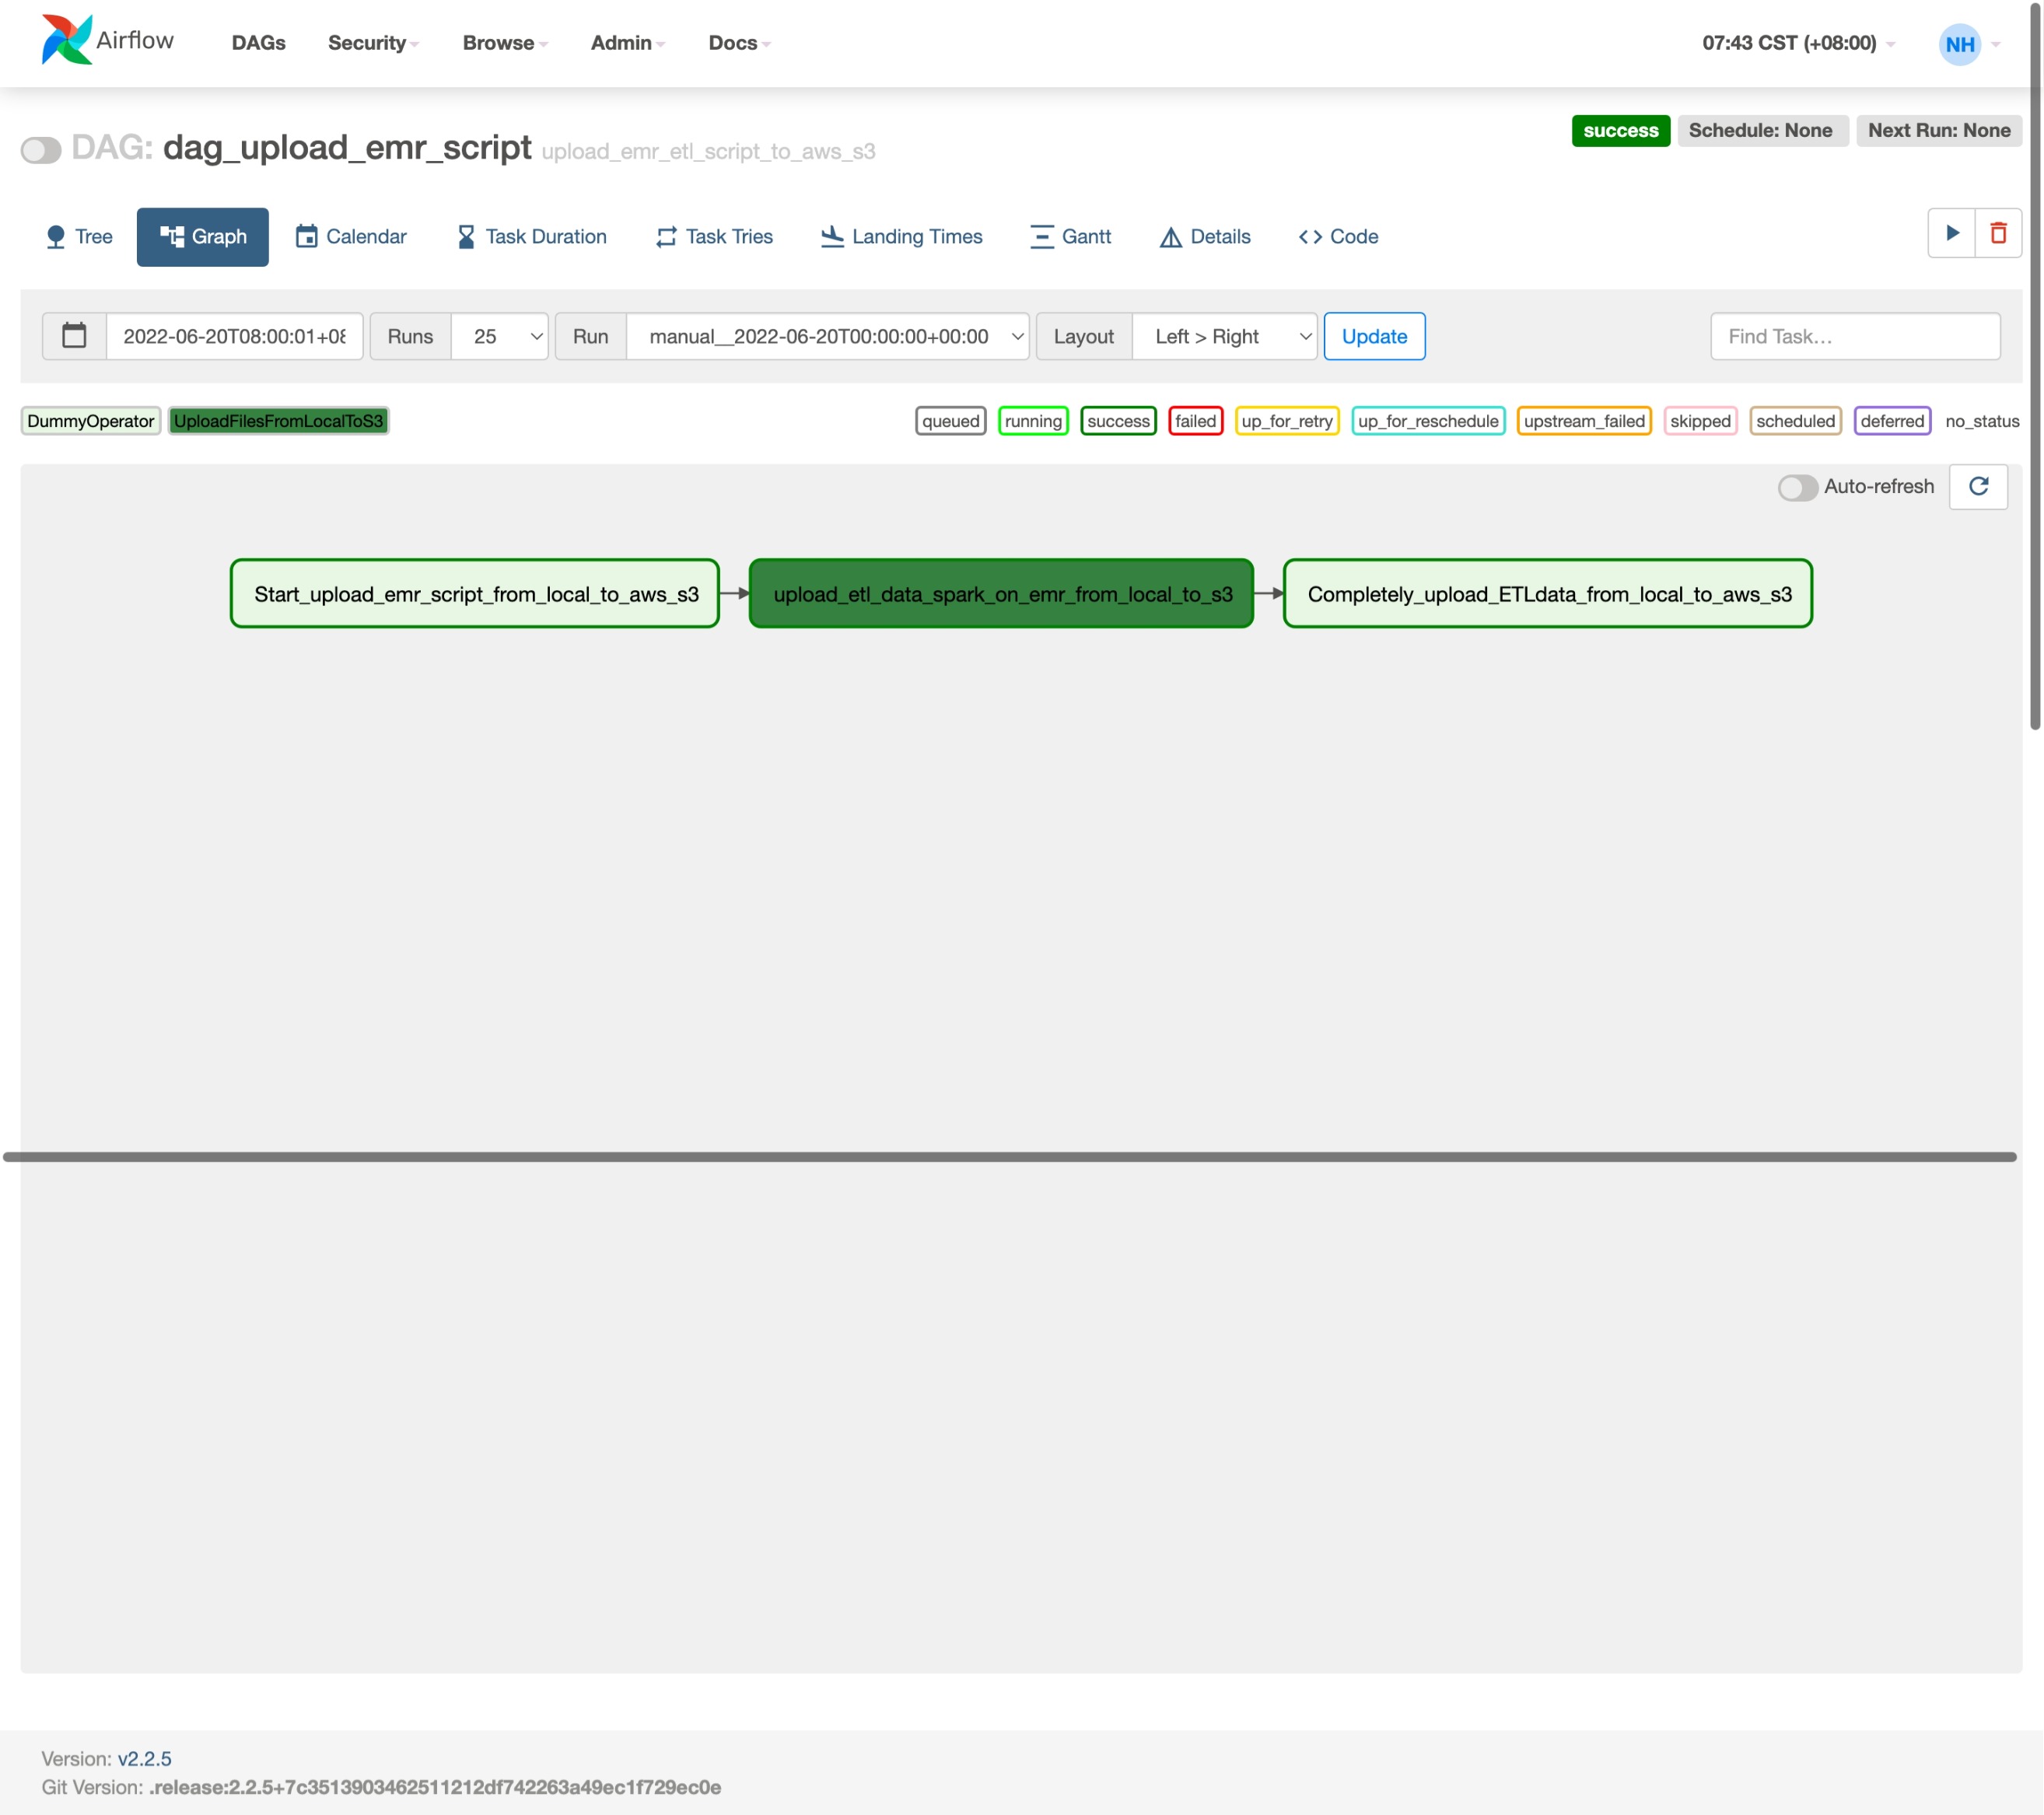 Airflow DAGs Security Browse Admin Docs 07:43 CST (+08:00) NH
DAG: dag_upload_emr_script upload_emr_etl_script_to_aws_s3 success Schedule: None Next Run: None
Tree Graph Calendar Task Duration Task Tries Landing Times Gantt Details Code
2022-06-20T08:00:01+08 Runs 25 Run manual__2022-06-20T00:00:00+00:00 Layout Left > Right Update Find Task...
DummyOperator UploadFilesFromLocalToS3 queued running success failed up_for_retry up_for_reschedule upstream_failed skipped scheduled deferred no_status
Auto-refresh
Start_upload_emr_script_from_local_to_aws_s3 upload_etl_data_spark_on_emr_from_local_to_s3 Completely_upload_ETLdata_from_local_to_aws_s3
Version: v2.2.5
Git Version: .release:2.2.5+7c3513903462511212df742263a49ec1f729ec0e